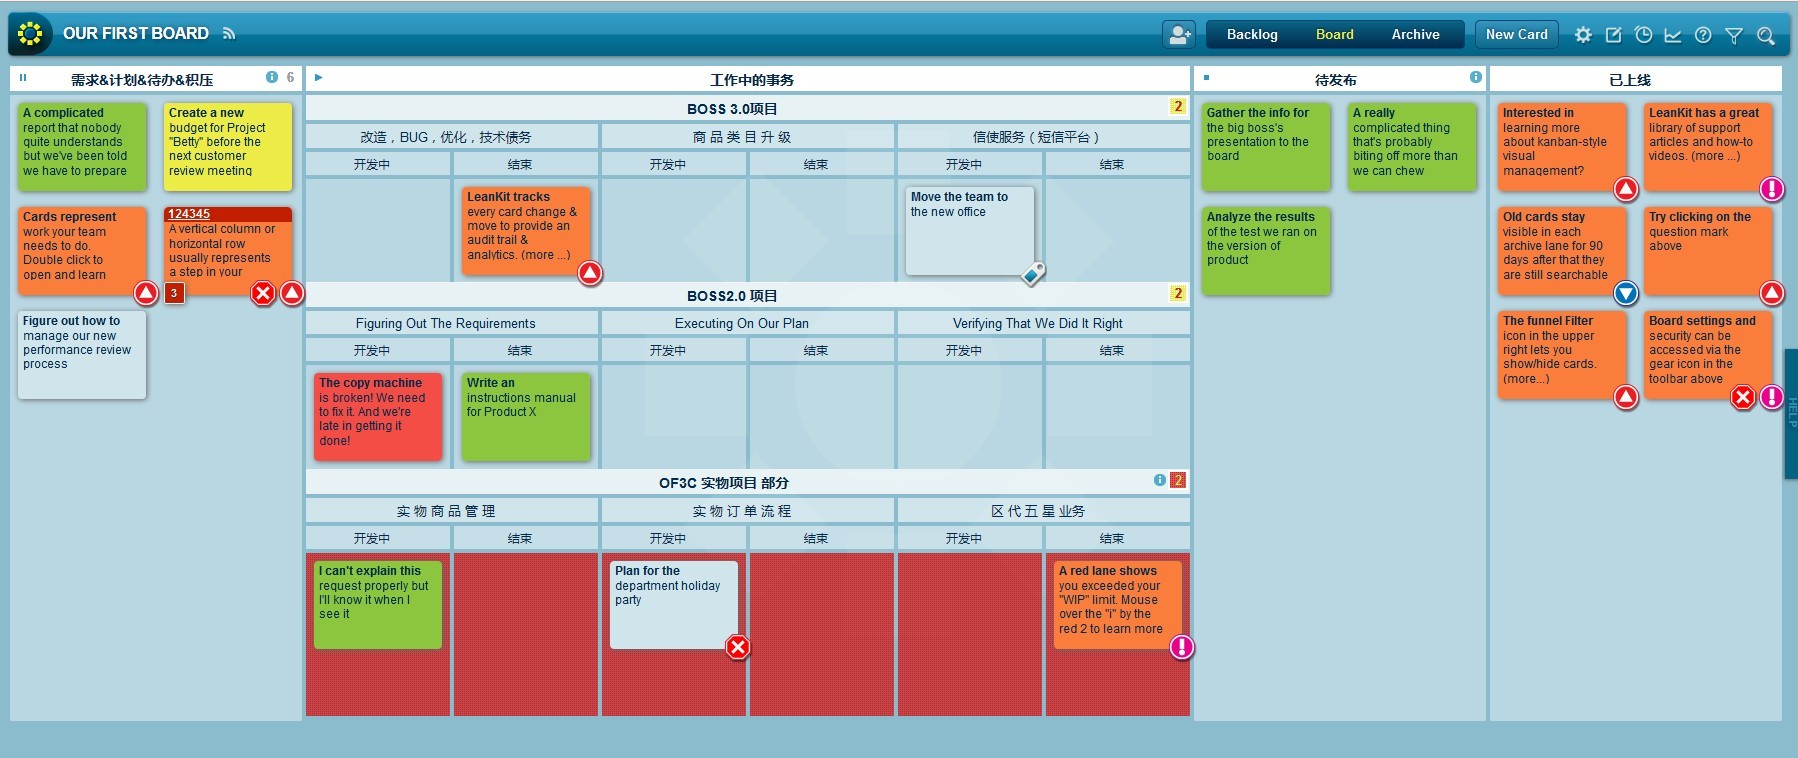 OUR FIRST BOARD
Backlog
Board
Archive
New Card
需求&计划&待办&积压
6
A complicated
report that nobody
quite understands
but we've been told
we have to prepare
Create a new
budget for Project
"Betty" before the
next customer
review meeting
Cards represent
work your team
needs to do.
Double click to
open and learn
124345
A vertical column or
horizontal row
usually represents
a step in your
3
Figure out how to
manage our new
performance review
process
工作中的事务
BOSS 3.0项目
2
改造，BUG，优化，技术债务
商 品 类 目 升 级
信使服务（短信平台）
开发中
结束
开发中
结束
开发中
结束
LeanKit tracks
every card change &
move to provide an
audit trail &
analytics. (more ...)
Move the team to
the new office
BOSS2.0 项目
2
Figuring Out The Requirements
Executing On Our Plan
Verifying That We Did It Right
开发中
结束
开发中
结束
开发中
结束
The copy machine
is broken! We need
to fix it. And we're
late in getting it
done!
Write an
instructions manual
for Product X
OF3C 实物项目 部分
2
实 物 商 品 管 理
实 物 订 单 流 程
区 代 五 星 业 务
开发中
结束
开发中
结束
开发中
结束
I can't explain this
request properly but
I'll know it when I
see it
Plan for the
department holiday
party
A red lane shows
you exceeded your
"WIP" limit. Mouse
over the "i" by the
red 2 to learn more
待发布
Gather the info for
the big boss's
presentation to the
board
A really
complicated thing
that's probably
biting off more than
we can chew
Analyze the results
of the test we ran on
the version of
product
已上线
Interested in
learning more
about kanban-style
visual
management?
LeanKit has a great
library of support
articles and how-to
videos. (more ...)
Old cards stay
visible in each
archive lane for 90
days after that they
are still searchable
Try clicking on the
question mark
above
The funnel Filter
icon in the upper
right lets you
show/hide cards.
(more...)
Board settings and
security can be
accessed via the
gear icon in the
toolbar above
HELP